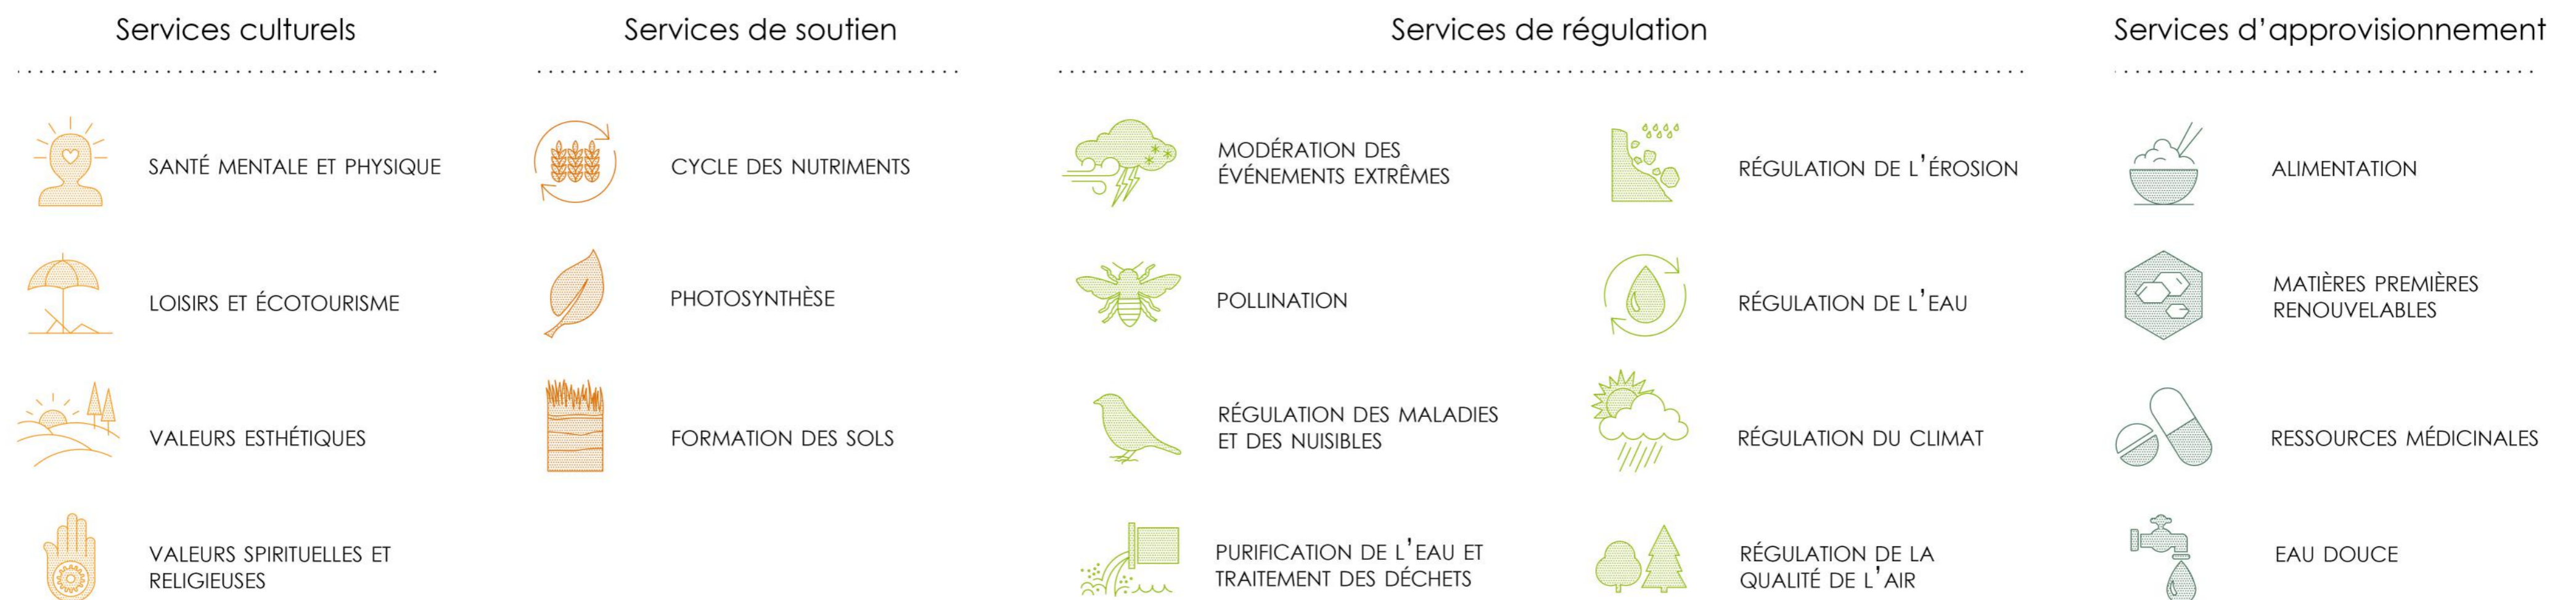 Services culturels
SANTÉ MENTALE ET PHYSIQUE
LOISIRS ET ÉCOTOURISME
VALEURS ESTHÉTIQUES
VALEURS SPIRITUELLES ET
RELIGIEUSES
Services de soutien
CYCLE DES NUTRIMENTS
PHOTOSYNTHÈSE
FORMATION DES SOLS
Services de régulation
MODÉRATION DES
ÉVÉNEMENTS EXTRÊMES
POLLINATION
RÉGULATION DES MALADIES
ET DES NUISIBLES
PURIFICATION DE L'EAU ET
TRAITEMENT DES DÉCHETS
RÉGULATION DE L'ÉROSION
RÉGULATION DE L'EAU
RÉGULATION DU CLIMAT
RÉGULATION DE LA
QUALITÉ DE L'AIR
Services d'approvisionnement
ALIMENTATION
MATIÈRES PREMIÈRES
RENOUVELABLES
RESSOURCES MÉDICINALES
EAU DOUCE